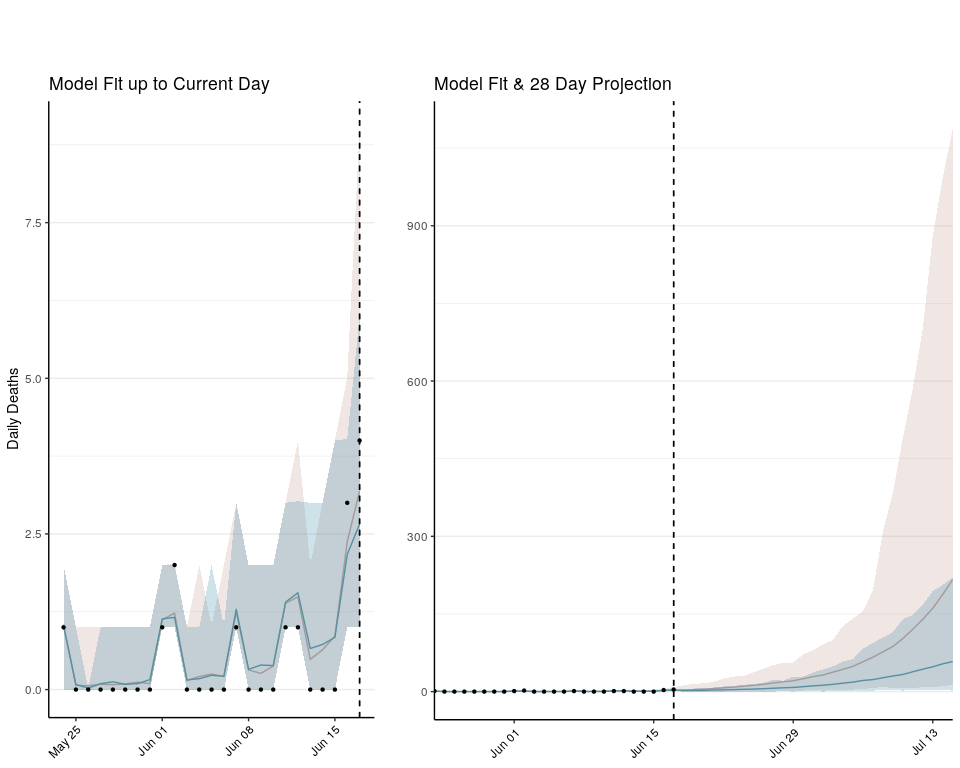 Model Fit up to Current Day
Daily Deaths
7.5
5.0
2.5
0.0
May 25
Jun 01
Jun 08
Jun 15
Model Fit & 28 Day Projection
900
600
300
0
Jun 01
Jun 15
Jun 29
Jul 13